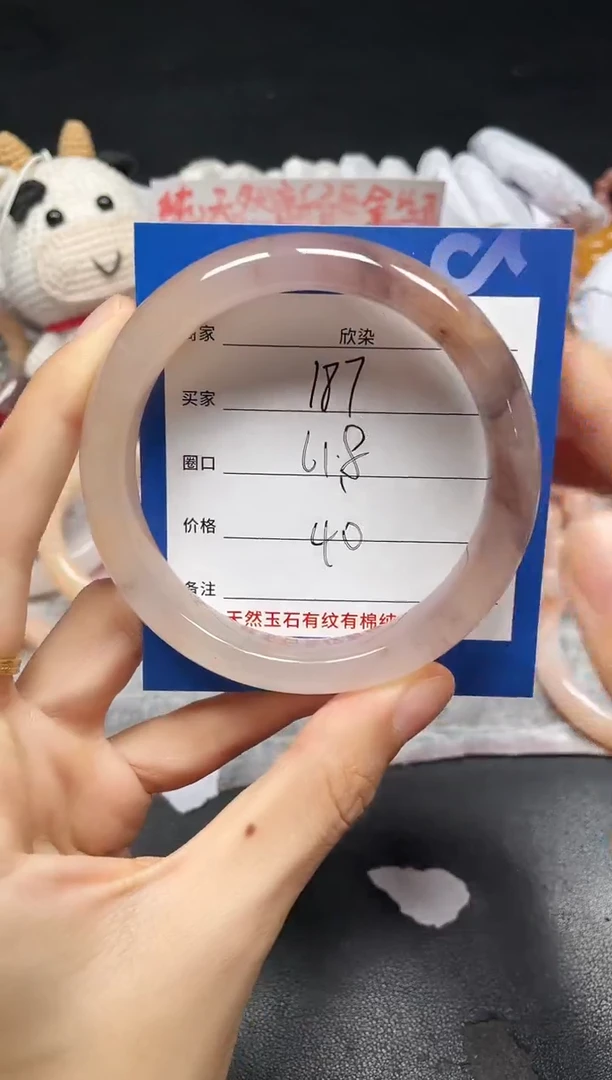 欣染
买家 187
圈口 61.8
价格 40
备注
天然玉石有纹有棉